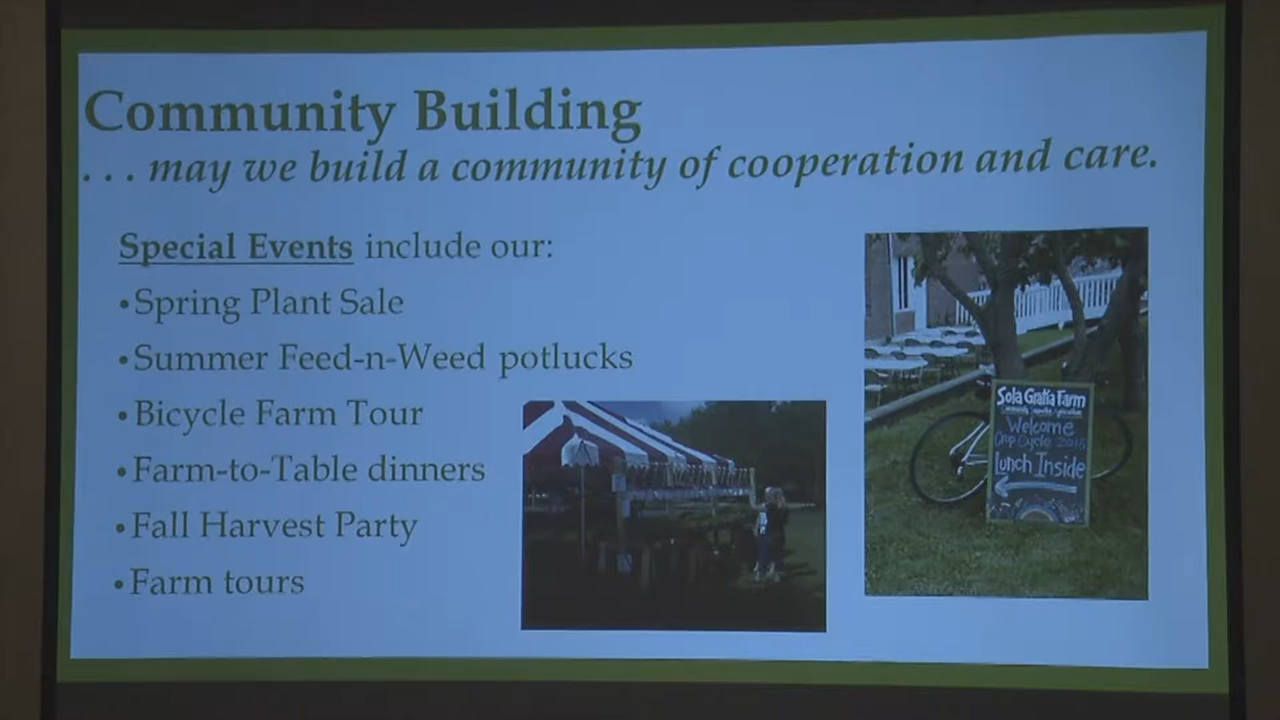 Community Building
. . . may we build a community of cooperation and care.
Special Events include our:
•Spring Plant Sale
•Summer Feed-n-Weed potlucks
•Bicycle Farm Tour
•Farm-to-Table dinners
•Fall Harvest Party
•Farm tours
Sola Gratia Farm
Welcome
Crop Cycle
Lunch Inside